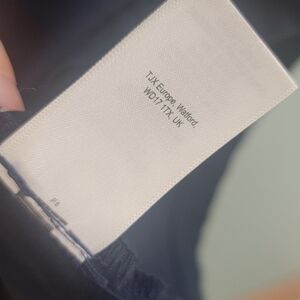 TJX Europe, Watford,
WD17 1TX, UK